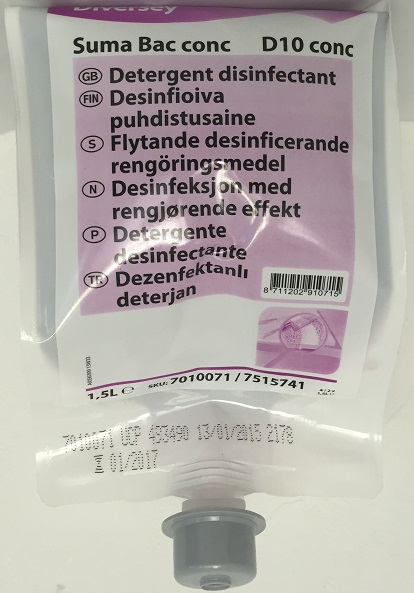 Diversey
Suma Bac conc D10 conc
GB Detergent disinfectant
FIN Desinfioiva
puhdistusaine
S Flytande desinficerande
rengöringsmedel
N Desinfeksjon med
rengjørende effekt
P Detergente
desinfectante
TR Dezenfektanlı
deterjan
8 711202 910715
1,5L e SKU: 7010071 / 7515741
7010071 UCP 433490 13/01/2015 2178
01/2017